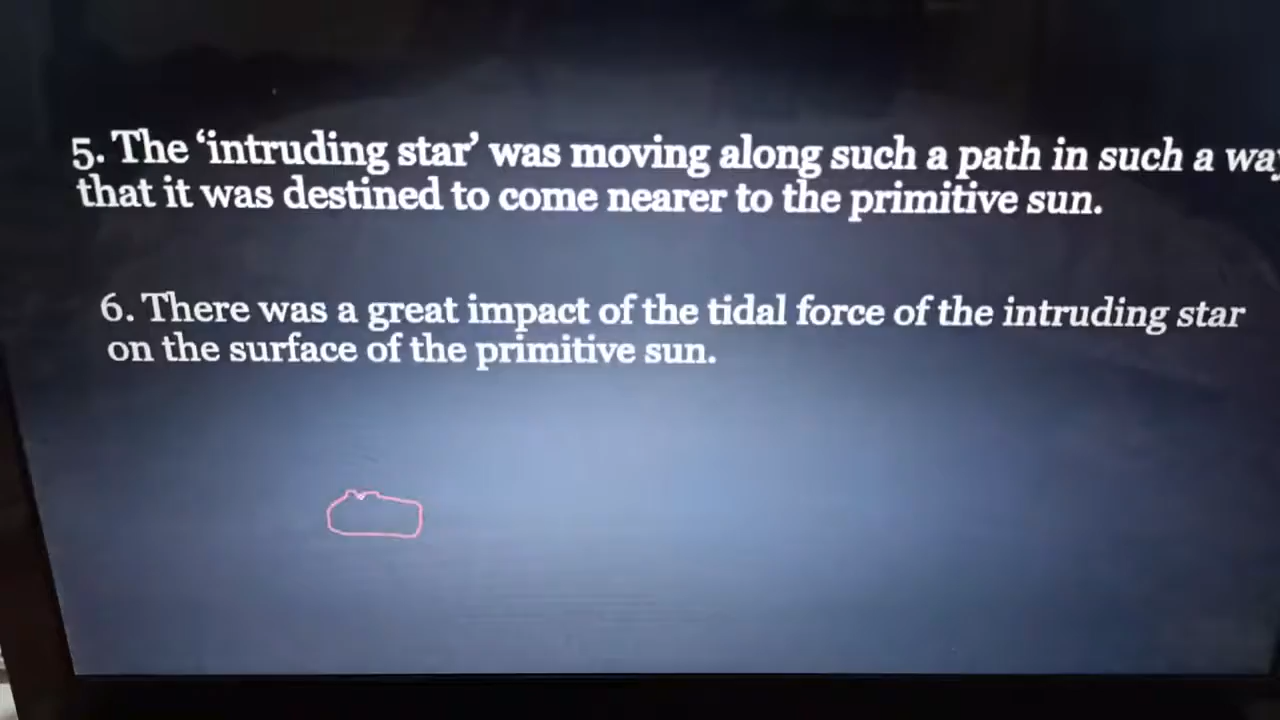 5. The ‘intruding star’ was moving along such a path in such a
that it was destined to come nearer to the primitive sun.
6. There was a great impact of the tidal force of the intruding star
on the surface of the primitive sun.